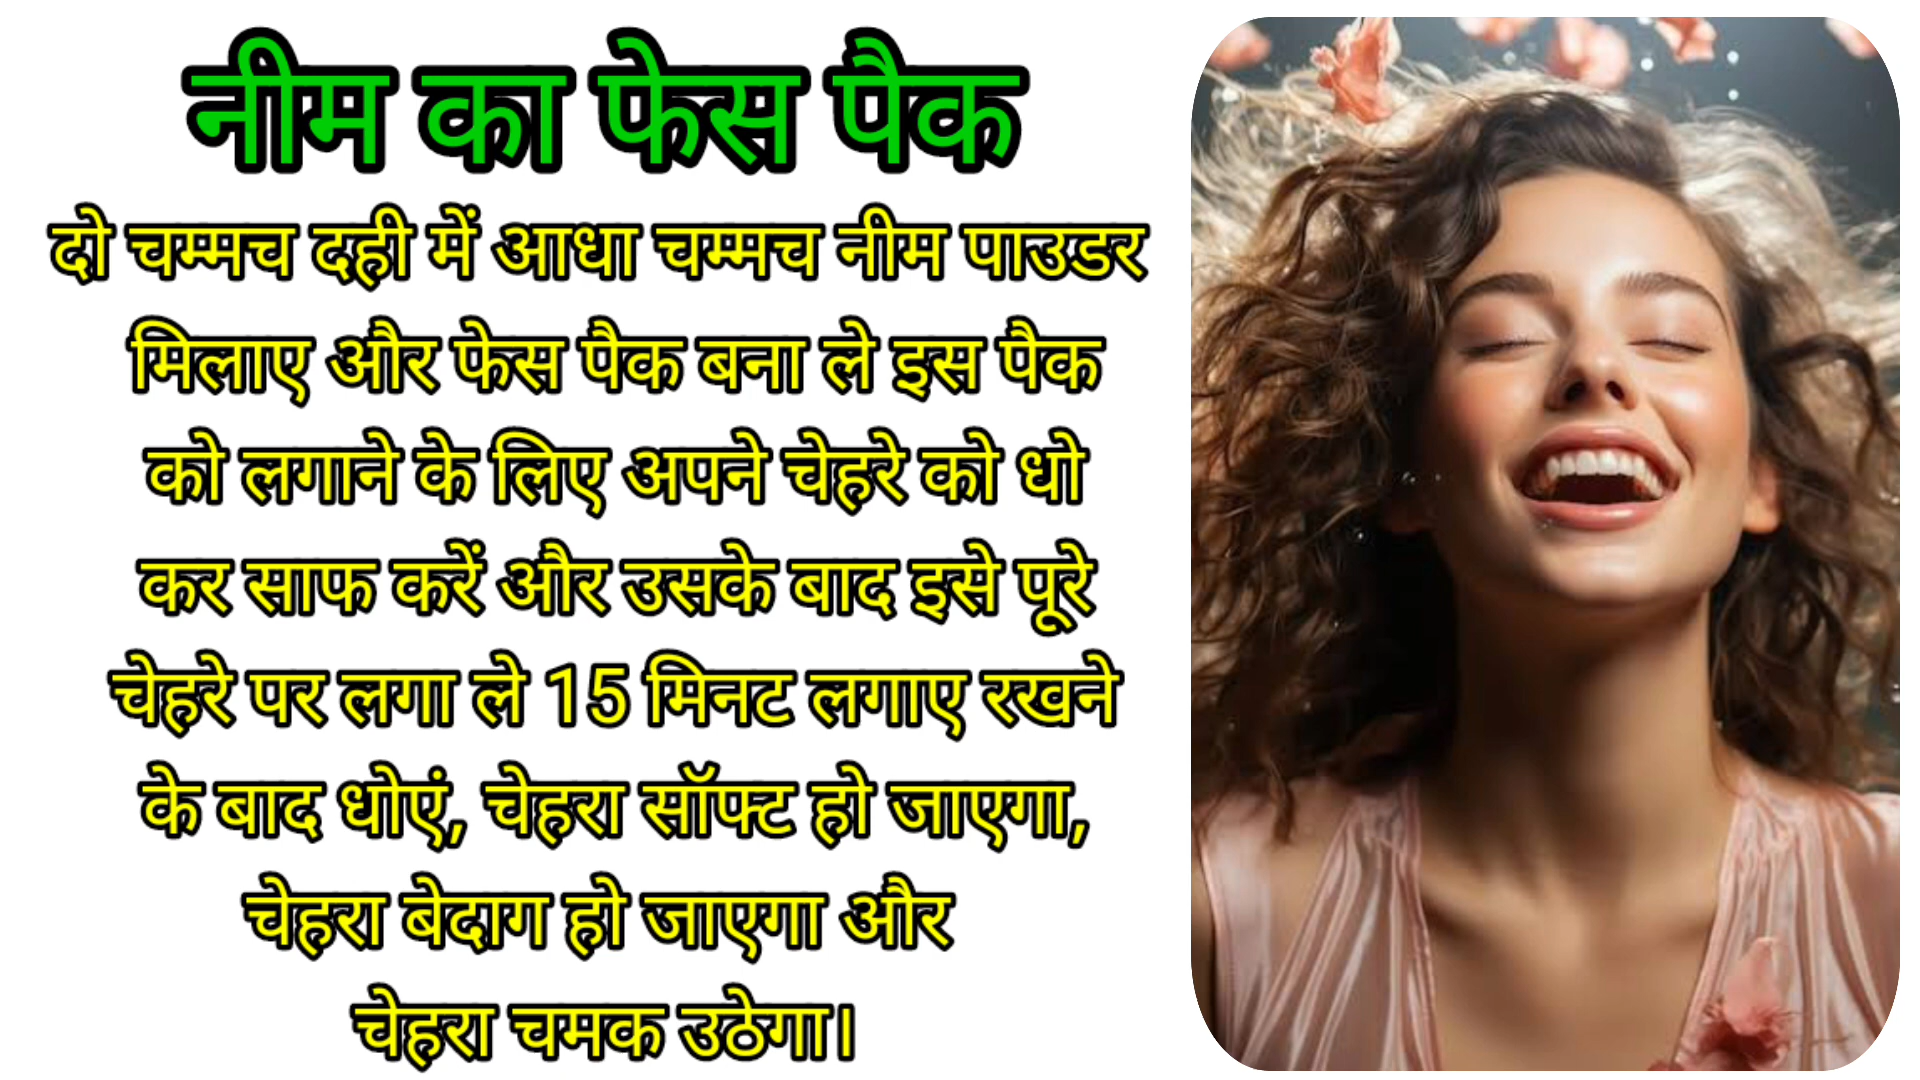 नीम का फेस पैक
दो चम्मच दही में आधा चम्मच नीम पाउडर
मिलाए और फेस पैक बना ले इस पैक
को लगाने के लिए अपने चेहरे को धो
कर साफ करें और उसके बाद इसे पूरे
चेहरे पर लगा ले 15 मिनट लगाए रखने
के बाद धोएं, चेहरा सॉफ्ट हो जाएगा,
चेहरा बेदाग हो जाएगा और
चेहरा चमक उठेगा।